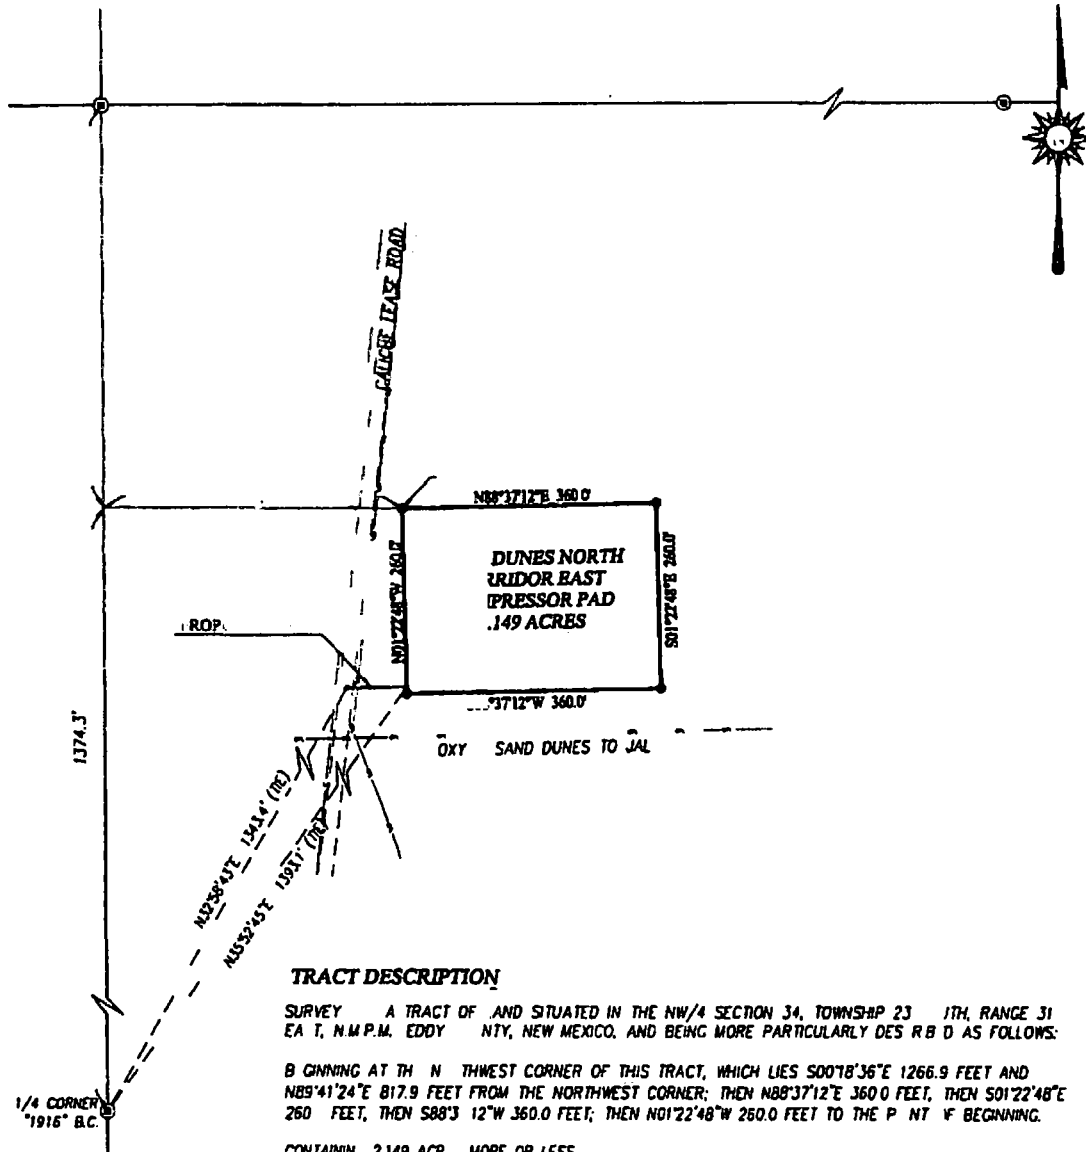 CALICHE LEASE ROAD
N88°37'12"E 360.0'
DUNES NORTH
RRIDOR EAST
PRESSOR PAD
.149 ACRES
N01°22'48"W 260.0'
S01°22'48"E 260.0'
ROP
°37'12"W 360.0'
OXY SAND DUNES TO JAL
1374.3'
N32°58'43"E 1343.4' (TIE)
N35°52'45"E 1393.1' (TIE)
1/4 CORNER
"1916" B.C.
TRACT DESCRIPTION
SURVEY A TRACT OF AND SITUATED IN THE NW/4 SECTION 34, TOWNSHIP 23 TH, RANGE 31
EA T, N.M.P.M. EDDY NTY, NEW MEXICO, AND BEING MORE PARTICULARLY DES R B D AS FOLLOWS:
B GINNING AT TH N THWEST CORNER OF THIS TRACT, WHICH LIES S00°18'36"E 1266.9 FEET AND
N89°41'24"E 817.9 FEET FROM THE NORTHWEST CORNER; THEN N88°37'12"E 360 0 FEET, THEN S01°22'48"E
260 FEET, THEN S88°3 12"W 360.0 FEET; THEN N01°22'48"W 260.0 FEET TO THE P NT F BEGINNING.
CONTAININ 2.149 ACR MORE OR LESS